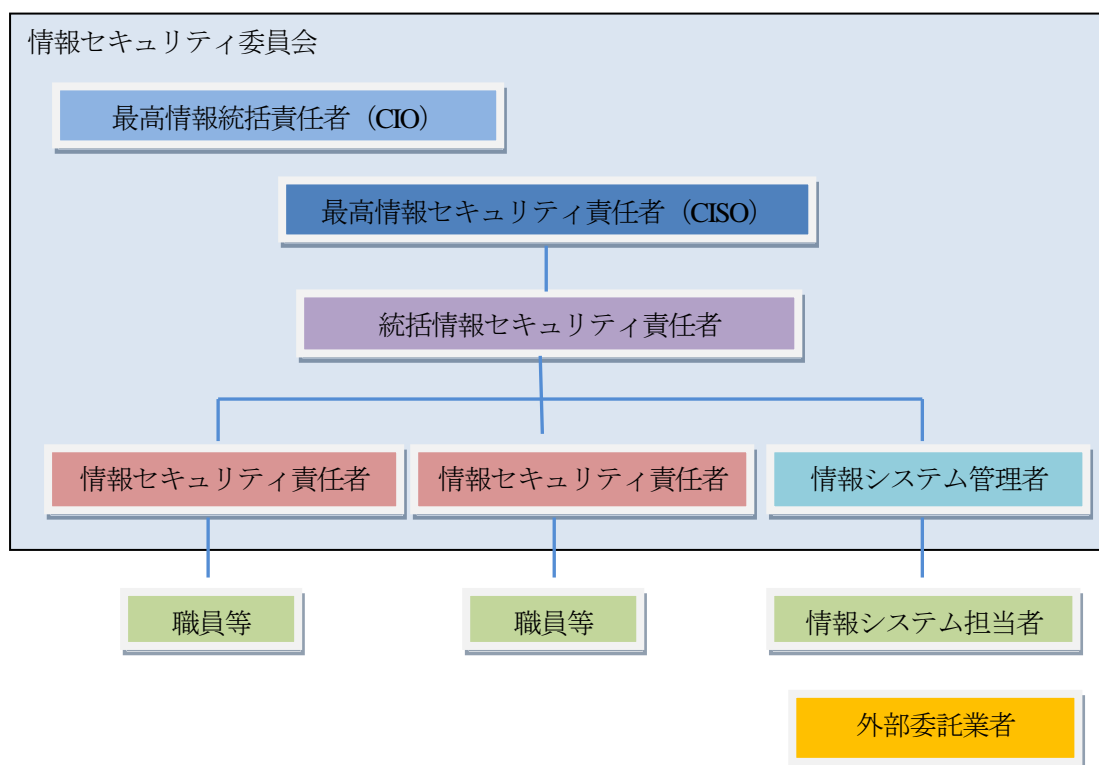 情報セキュリティ委員会
最高情報統括責任者（CIO）
最高情報セキュリティ責任者（CISO）
統括情報セキュリティ責任者
情報セキュリティ責任者
情報セキュリティ責任者
情報システム管理者
職員等
職員等
情報システム担当者
外部委託業者